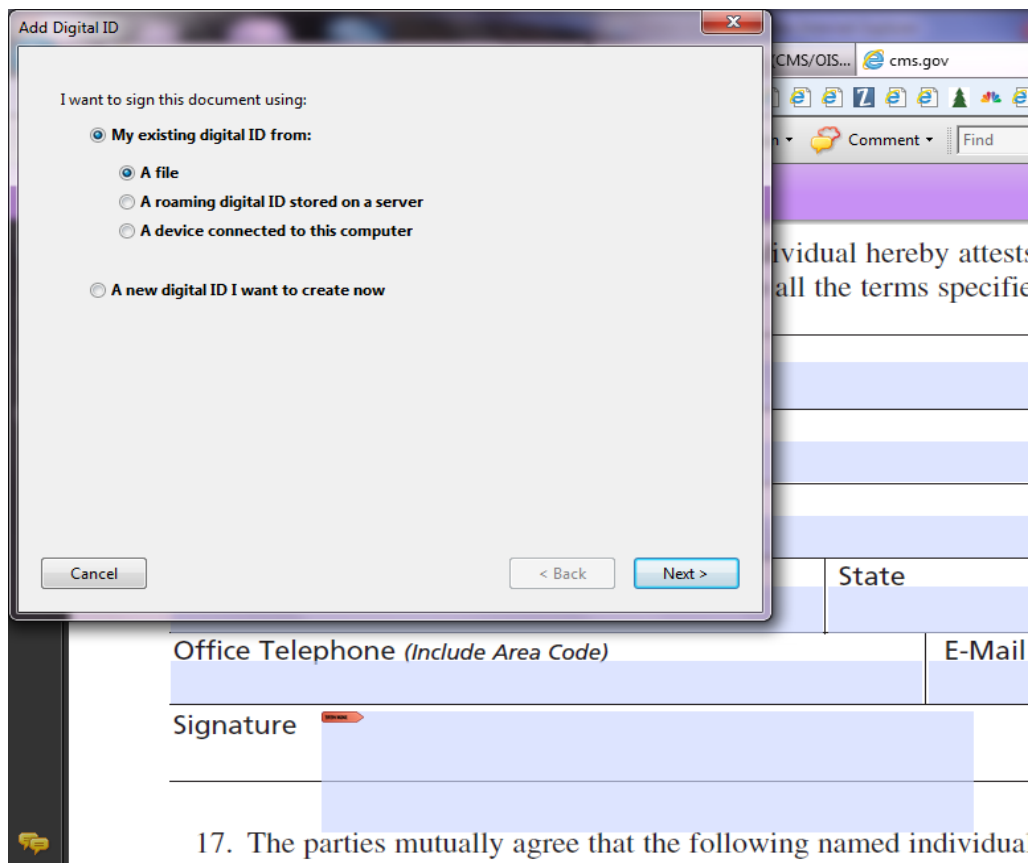 Add Digital ID
(CMS/OIS... cms.gov
Comment Find
I want to sign this document using:
My existing digital ID from:
A file
A roaming digital ID stored on a server
A device connected to this computer
A new digital ID I want to create now
Cancel < Back Next >
ividual hereby attests
all the terms specifie
State
Office Telephone (Include Area Code) E-Mail
Signature
17. The parties mutually agree that the following named individual